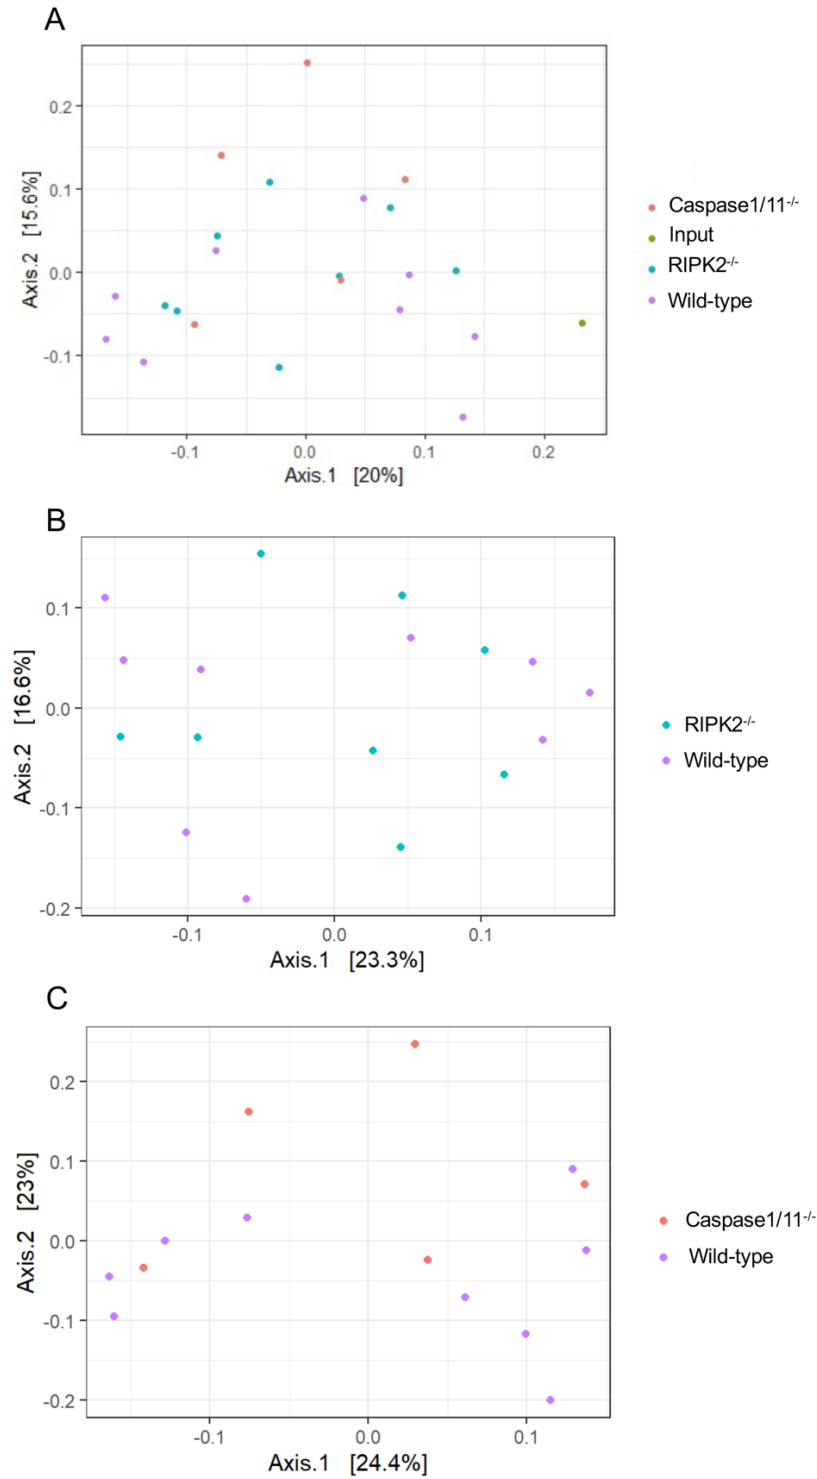 A
0.2
0.1
0.0
-0.1
Axis.2 [15.6%]
-0.1
0.0
0.1
0.2
Axis.1 [20%]
Caspase1/11-/-
Input
RIPK2-/-
Wild-type
B
0.1
0.0
-0.1
-0.2
Axis.2 [16.6%]
-0.1
0.0
0.1
Axis.1 [23.3%]
RIPK2-/-
Wild-type
C
0.2
0.1
0.0
-0.1
-0.2
Axis.2 [23%]
-0.1
0.0
0.1
Axis.1 [24.4%]
Caspase1/11-/-
Wild-type